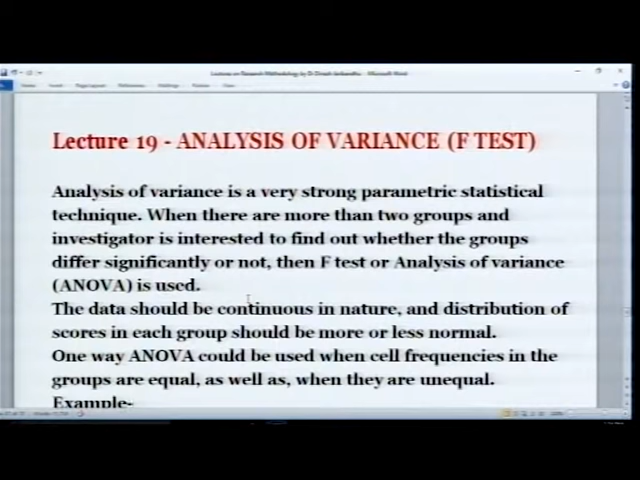 Lecture 19 - ANALYSIS OF VARIANCE (F TEST)
Analysis of variance is a very strong parametric statistical
technique. When there are more than two groups and
investigator is interested to find out whether the groups
differ significantly or not, then F test or Analysis of variance
(ANOVA) is used.
The data should be continuous in nature, and distribution of
scores in each group should be more or less normal.
One way ANOVA could be used when cell frequencies in the
groups are equal, as well as, when they are unequal.
Example-